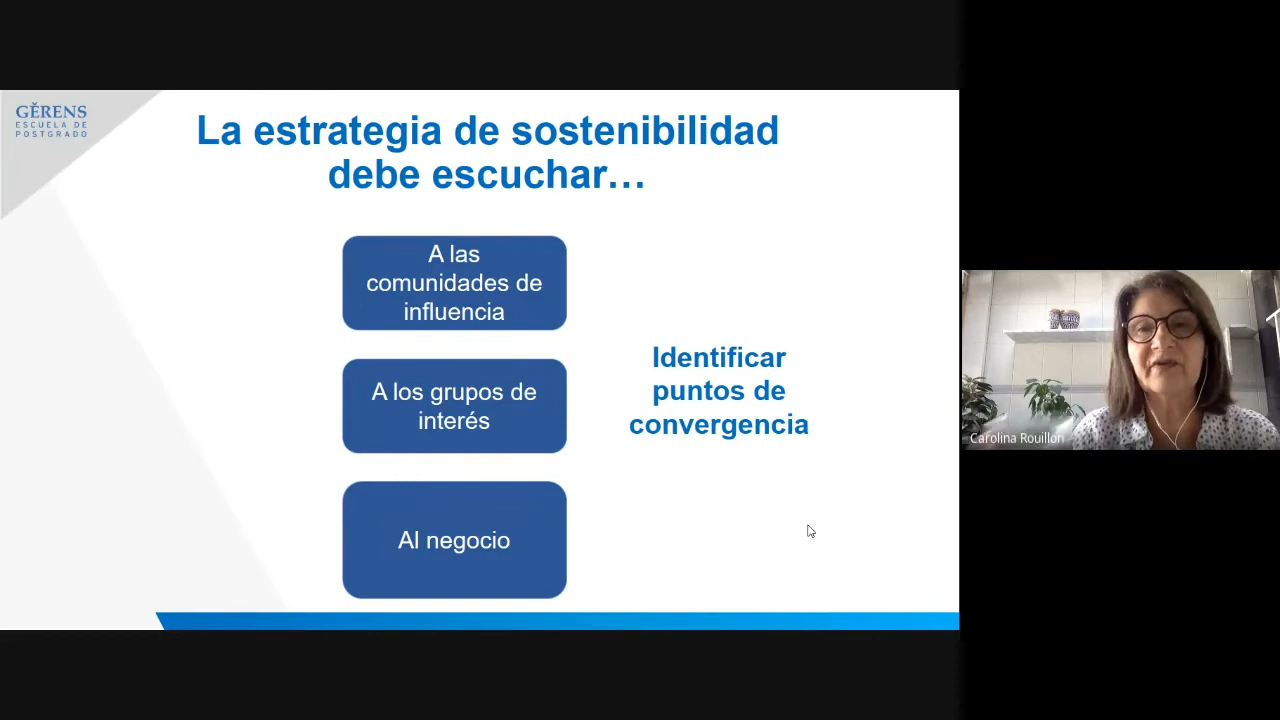 GĚRENS
ESCUELA DE
POSTGRADO
La estrategia de sostenibilidad
debe escuchar…
A las
comunidades de
influencia
A los grupos de
interés
Al negocio
Identificar
puntos de
convergencia
Carolina Rouillon